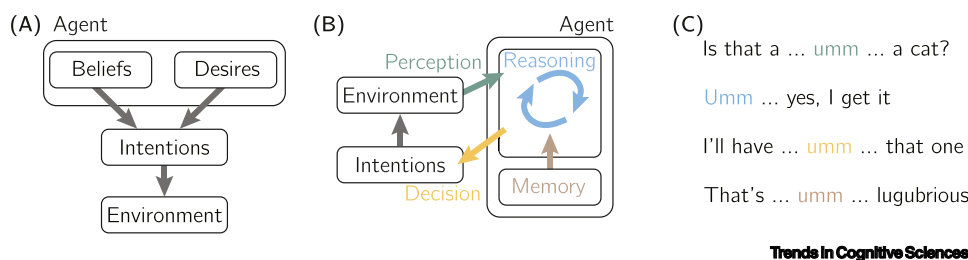 (A) Agent
Beliefs Desires
Intentions
Environment
(B) Agent
Perception Reasoning
Environment
Intentions
Decision Memory
(C)
Is that a ... umm ... a cat?
Umm ... yes, I get it
I'll have ... umm ... that one
That's ... umm ... lugubrious
Trends in Cognitive Sciences